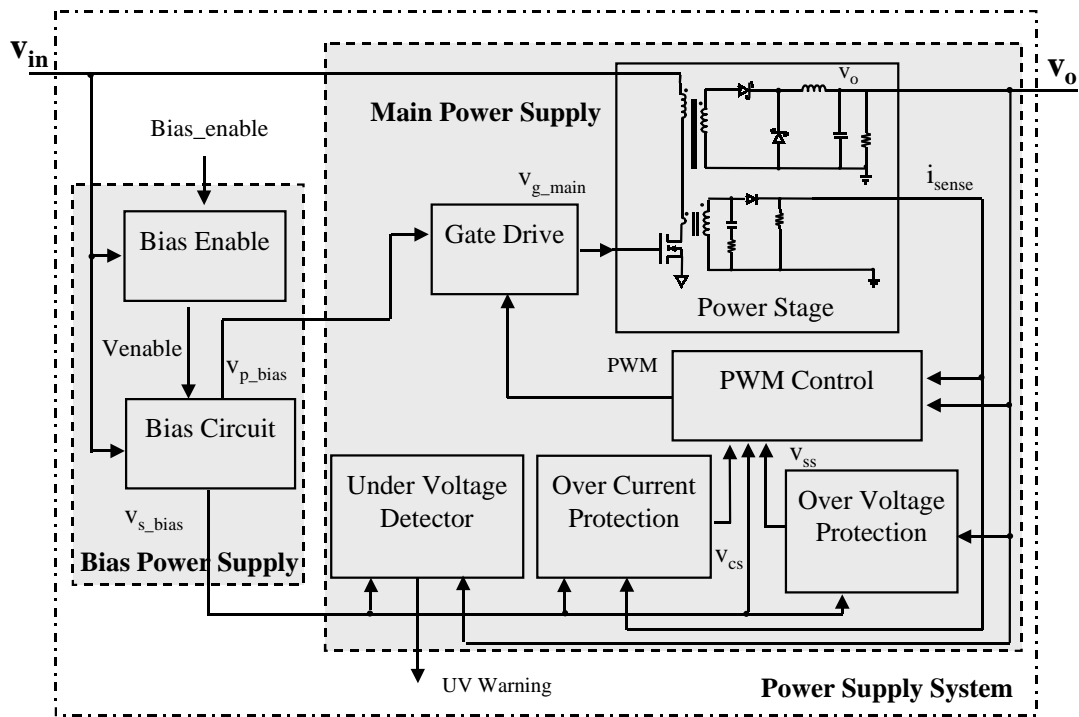 v_in
v_o
v_o
Main Power Supply
Bias_enable
i_sense
v_g_main
Bias Enable
Gate Drive
Power Stage
Venable
v_p_bias
PWM
PWM Control
Bias Circuit
v_ss
Under Voltage
Detector
Over Current
Protection
Over Voltage
Protection
v_s_bias
v_cs
Bias Power Supply
UV Warning
Power Supply System